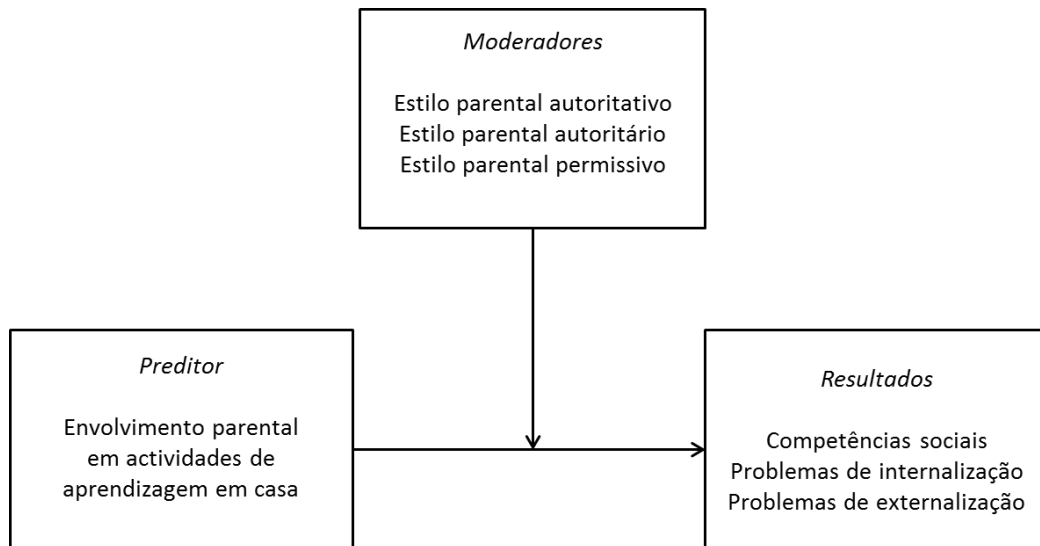 Moderadores
Estilo parental autoritativo
Estilo parental autoritário
Estilo parental permissivo
Preditor
Envolvimento parental
em actividades de
aprendizagem em casa
Resultados
Competências sociais
Problemas de internalização
Problemas de externalização